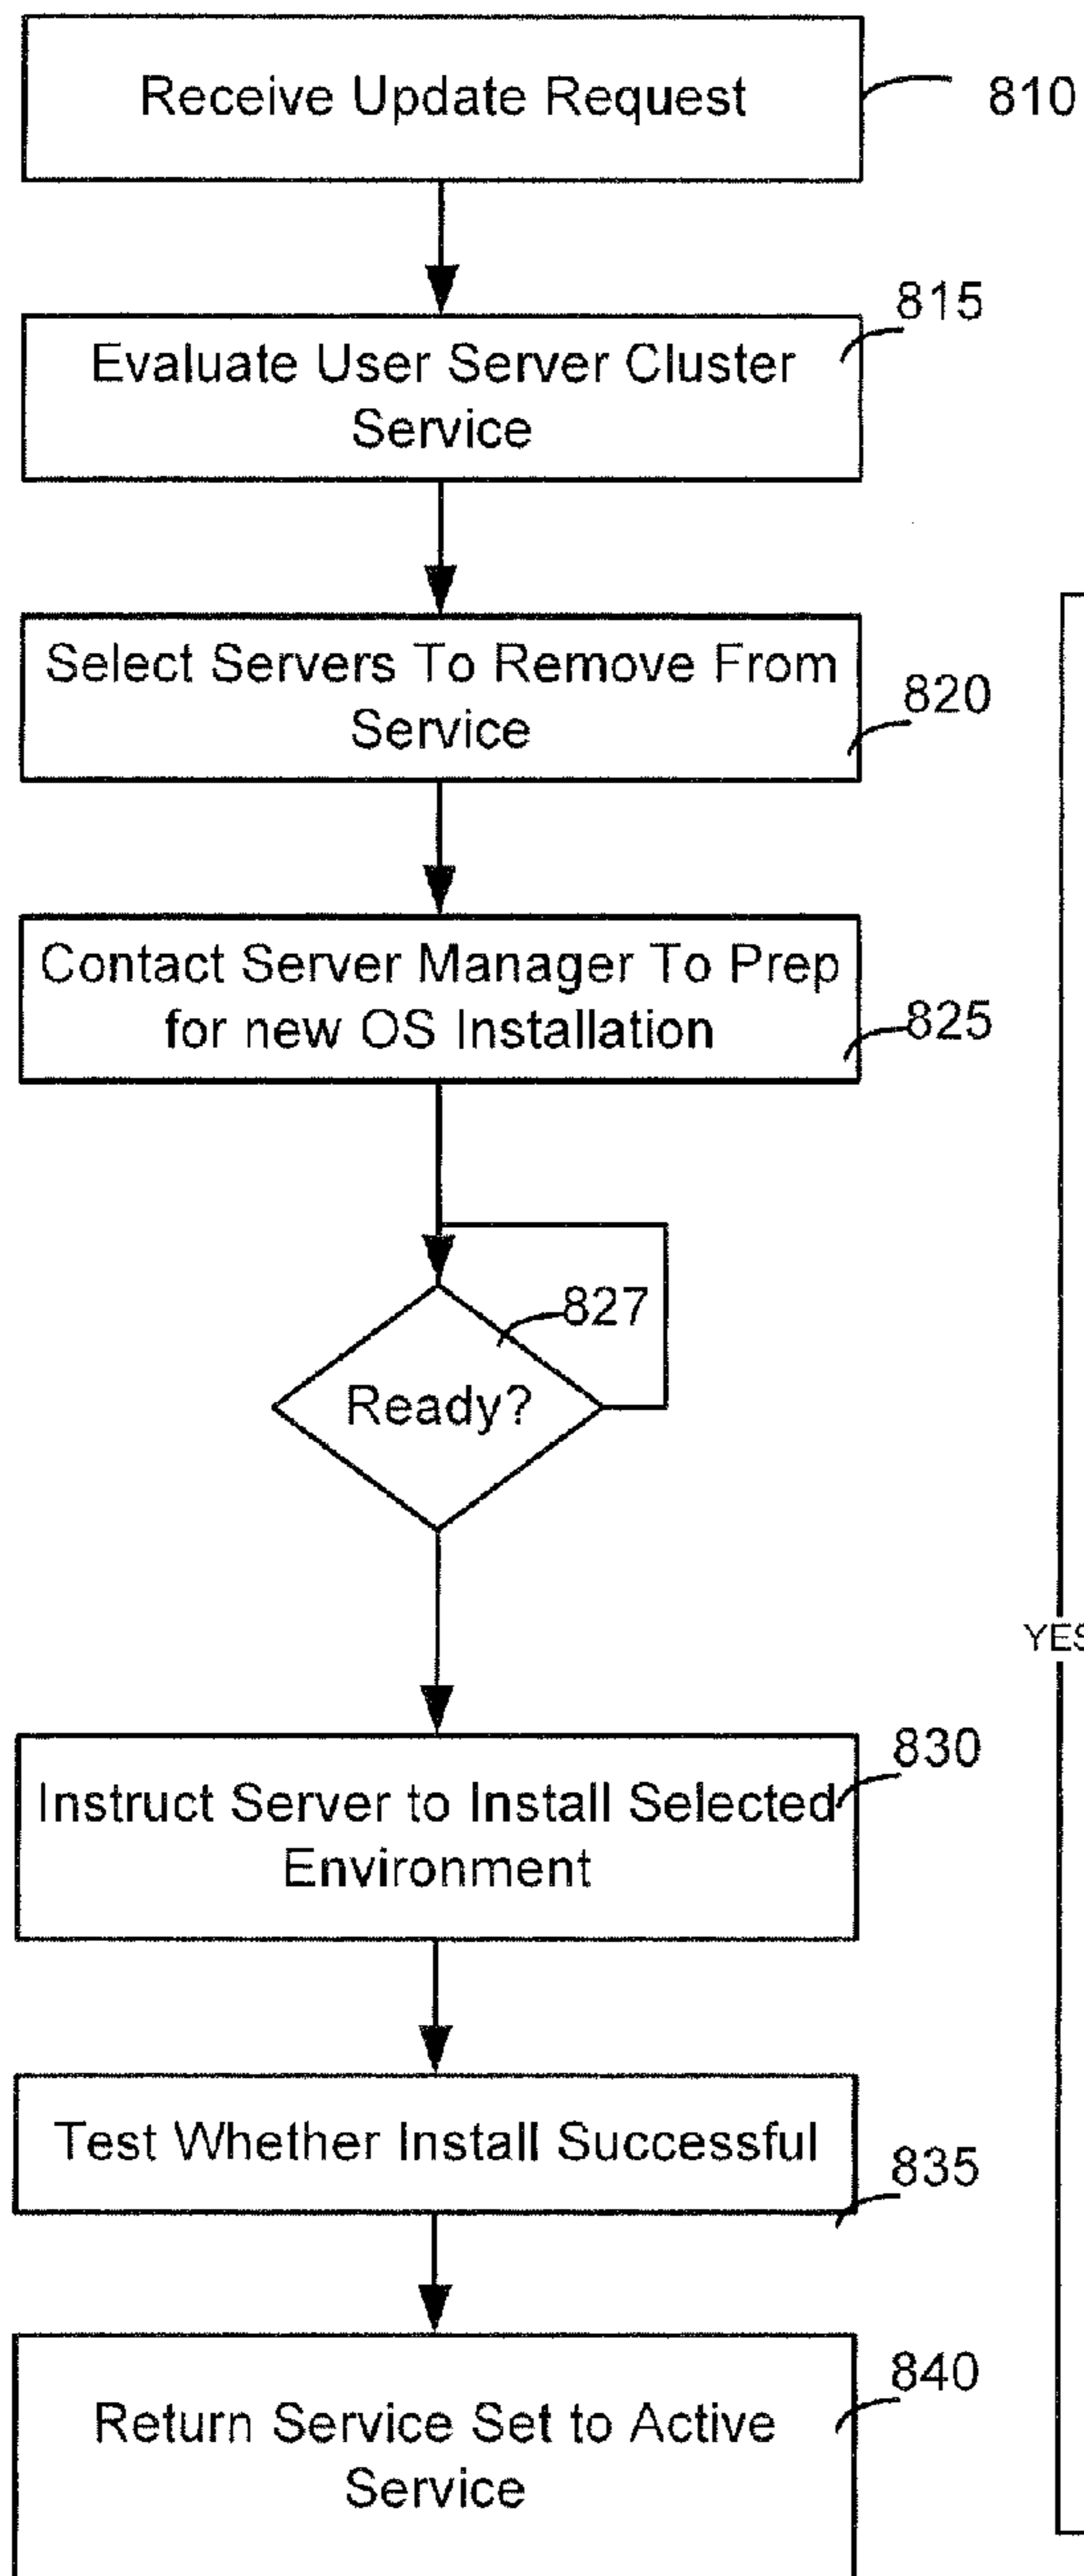 Receive Update Request
810
815
Evaluate User Server Cluster
Service
Select Servers To Remove From
Service
820
Contact Server Manager To Prep
for new OS Installation
825
827
Ready?
YES
830
Instruct Server to Install Selected
Environment
Test Whether Install Successful
835
840
Return Service Set to Active
Service